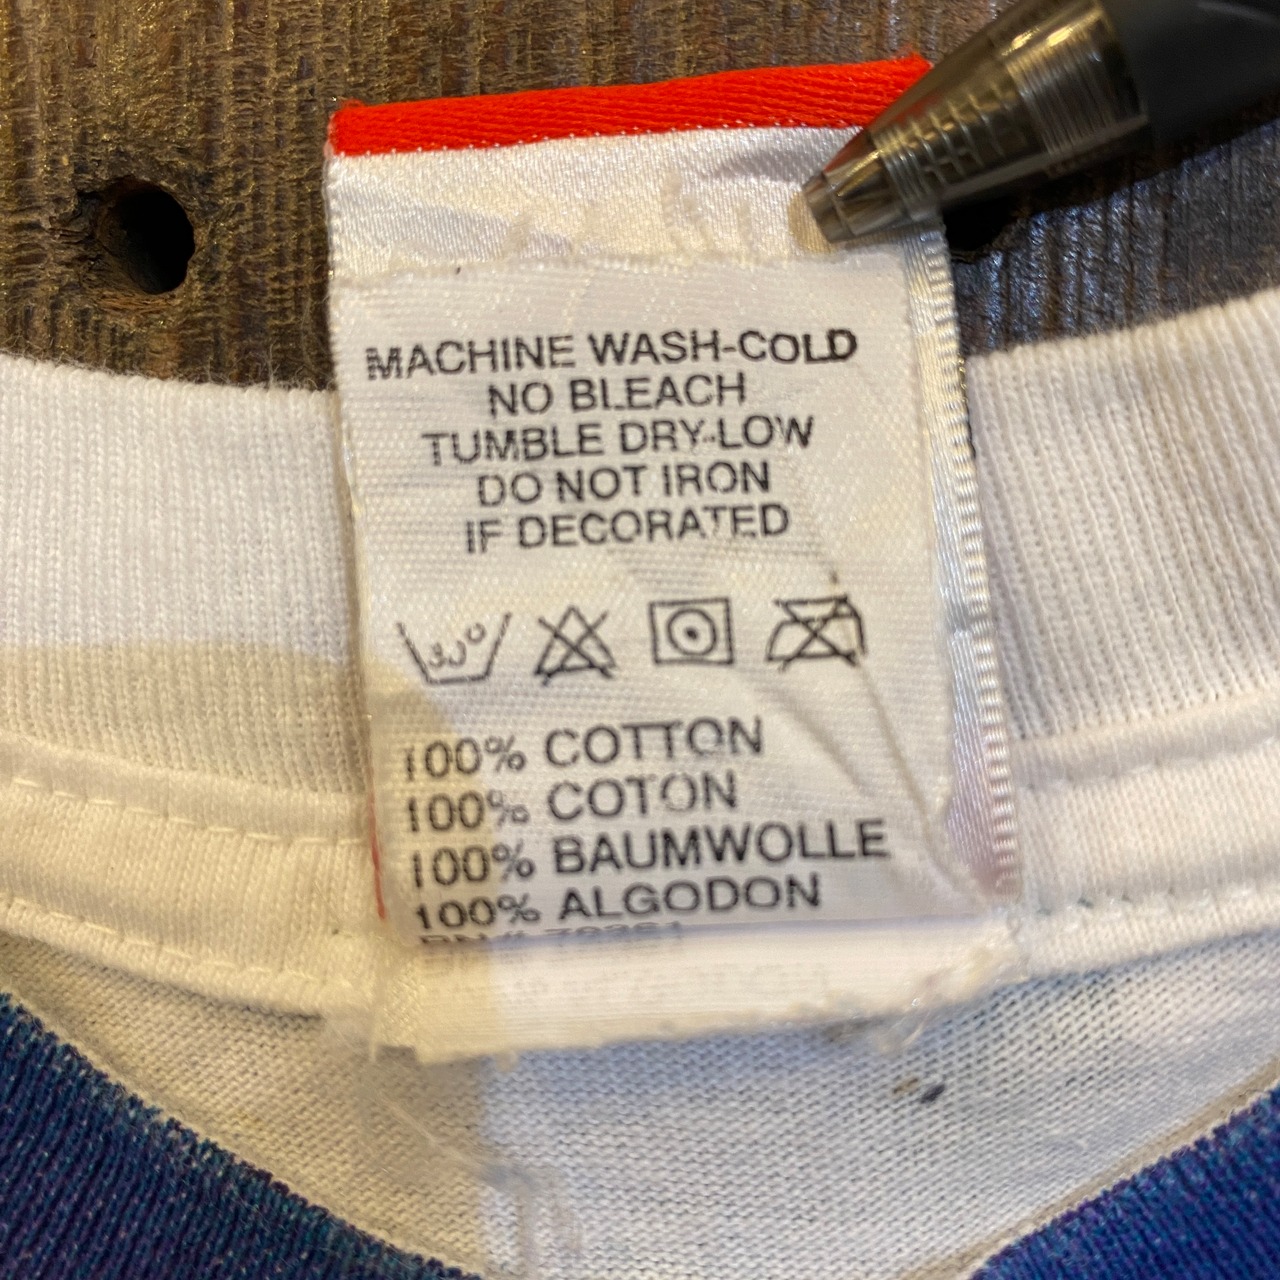 MACHINE WASH-COLD
NO BLEACH
TUMBLE DRY-LOW
DO NOT IRON
IF DECORATED
30°
100% COTTON
100% COTON
100% BAUMWOLLE
100% ALGODON
RN #